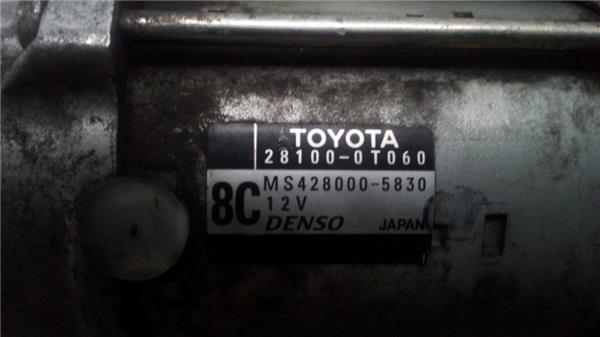 TOYOTA
28100-0T060
MS428000-5830
8C 12V
DENSO JAPAN